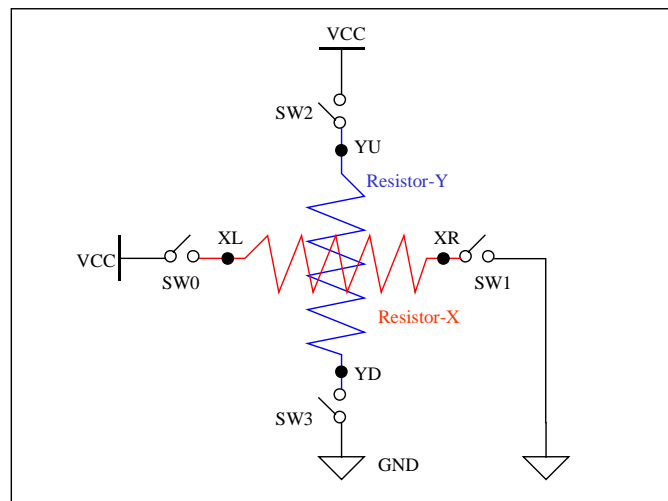 VCC
SW2
YU
Resistor-Y
XL
XR
VCC
SW0
SW1
Resistor-X
YD
SW3
GND